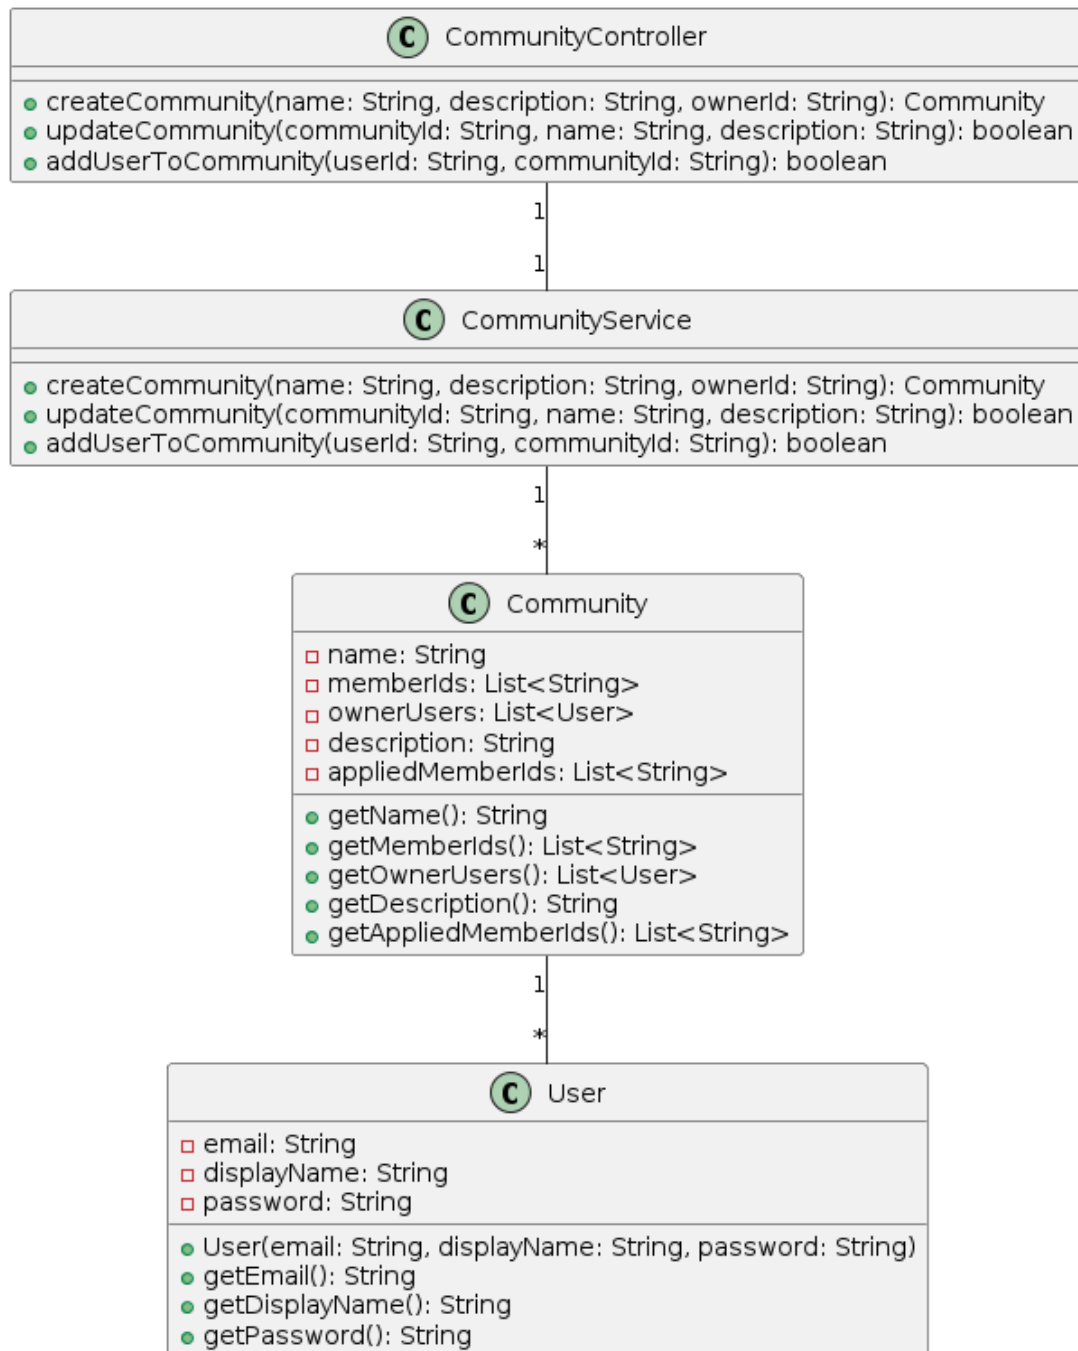 C CommunityController
createCommunity(name: String, description: String, ownerId: String): Community
updateCommunity(communityId: String, name: String, description: String): boolean
addUserToCommunity(userId: String, communityId: String): boolean
1
1
C CommunityService
createCommunity(name: String, description: String, ownerId: String): Community
updateCommunity(communityId: String, name: String, description: String): boolean
addUserToCommunity(userId: String, communityId: String): boolean
1
*
C Community
name: String
memberIds: List<String>
ownerUsers: List<User>
description: String
appliedMemberIds: List<String>
getName(): String
getMemberIds(): List<String>
getOwnerUsers(): List<User>
getDescription(): String
getAppliedMemberIds(): List<String>
1
*
C User
email: String
displayName: String
password: String
User(email: String, displayName: String, password: String)
getEmail(): String
getDisplayName(): String
getPassword(): String